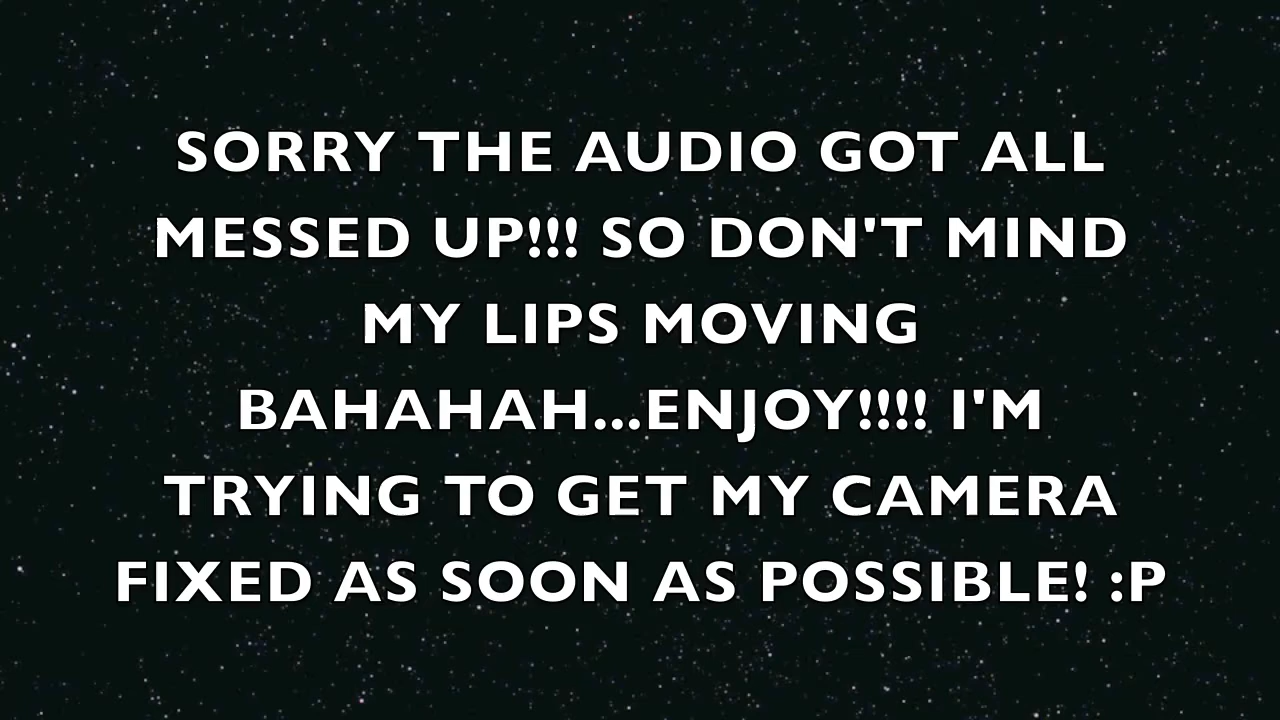 SORRY THE AUDIO GOT ALL
MESSED UP!!! SO DON'T MIND
MY LIPS MOVING
BAHAHAH...ENJOY!!!! I'M
TRYING TO GET MY CAMERA
FIXED AS SOON AS POSSIBLE! :P